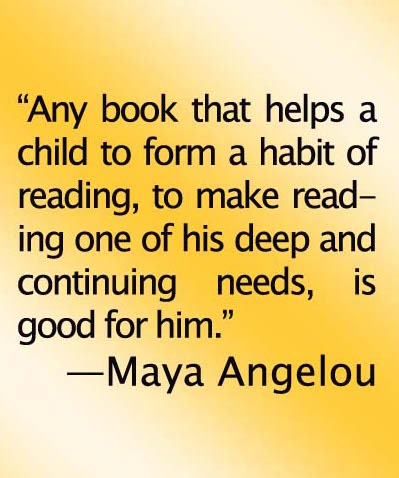 “Any book that helps a
child to form a habit of
reading, to make read–
ing one of his deep and
continuing needs, is
good for him.”
—Maya Angelou